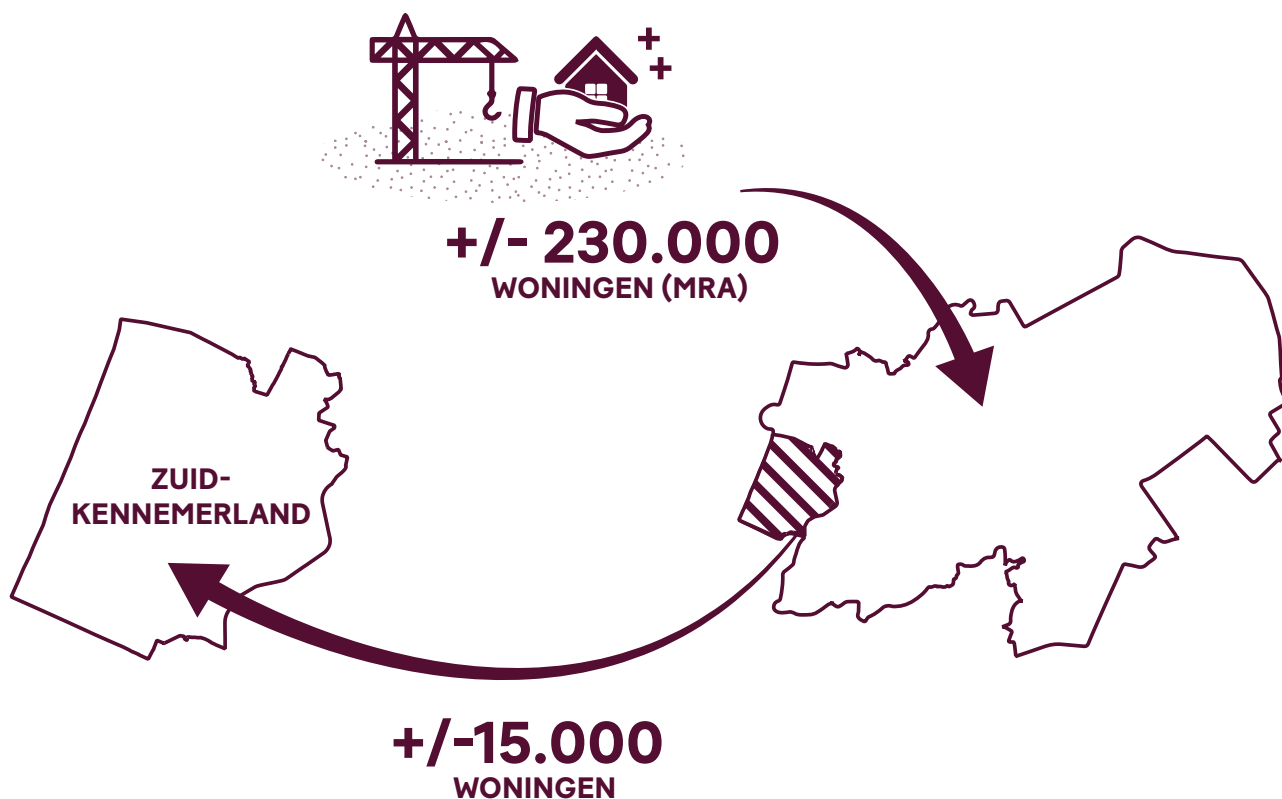 +/- 230.000
WONINGEN (MRA)
ZUID-
KENNEMERLAND
+/-15.000
WONINGEN